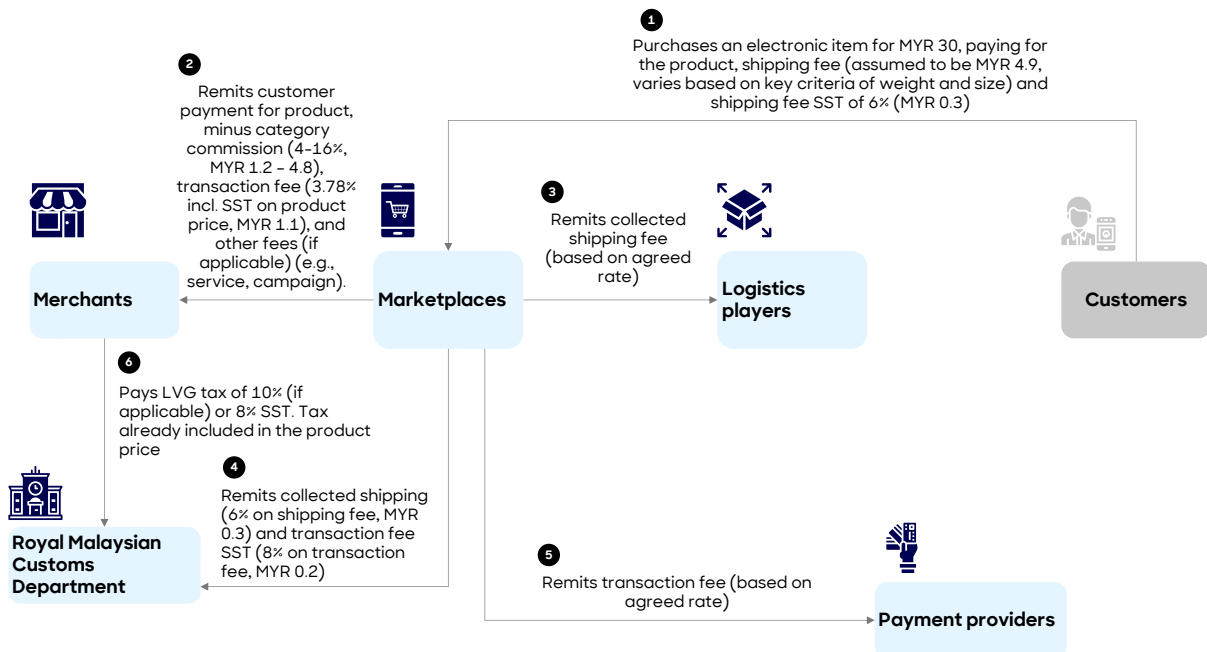 1
Purchases an electronic item for MYR 30, paying for
the product, shipping fee (assumed to be MYR 4.9,
varies based on key criteria of weight and size) and
shipping fee SST of 6% (MYR 0.3)
2
Remits customer
payment for product,
minus category
commission (4-16%,
MYR 1.2 – 4.8),
transaction fee (3.78%
incl. SST on product
price, MYR 1.1), and
other fees (if
applicable) (e.g.,
service, campaign).
3
Remits collected
shipping fee
(based on agreed
rate)
Merchants
Marketplaces
Logistics
players
Customers
6
Pays LVG tax of 10% (if
applicable) or 8% SST. Tax
already included in the product
price
4
Remits collected shipping
(6% on shipping fee, MYR
0.3) and transaction fee
SST (8% on transaction
fee, MYR 0.2)
Royal Malaysian
Customs
Department
5
Remits transaction fee (based on
agreed rate)
Payment providers